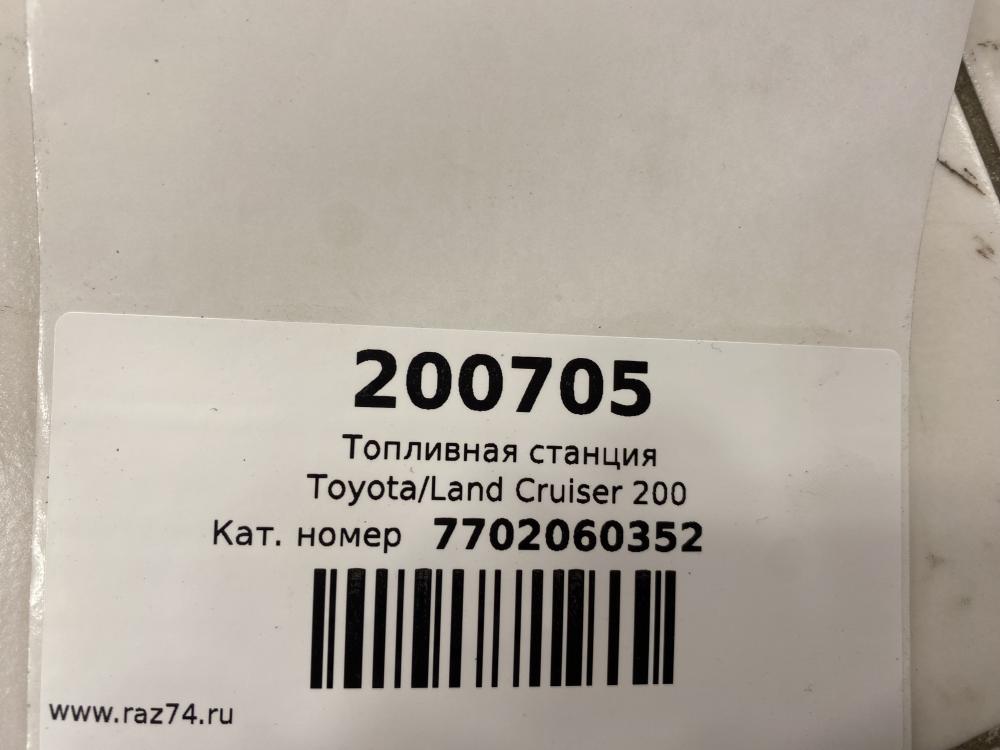 200705
Топливная станция
Toyota/Land Cruiser 200
Кат. номер 7702060352
www.raz74.ru